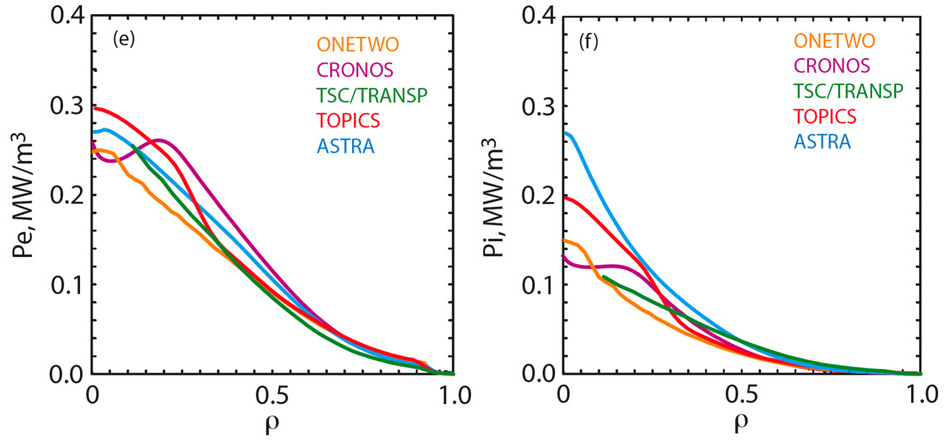 (e)
ONETWO
CRONOS
TSC/TRANSP
TOPICS
ASTRA
Pe, MW/m³
0.4
0.3
0.2
0.1
0.0
0 0.5 1.0
ρ
(f)
ONETWO
CRONOS
TSC/TRANSP
TOPICS
ASTRA
Pi, MW/m3
0.4
0.3
0.2
0.1
0.0
0 0.5 1.0
ρ